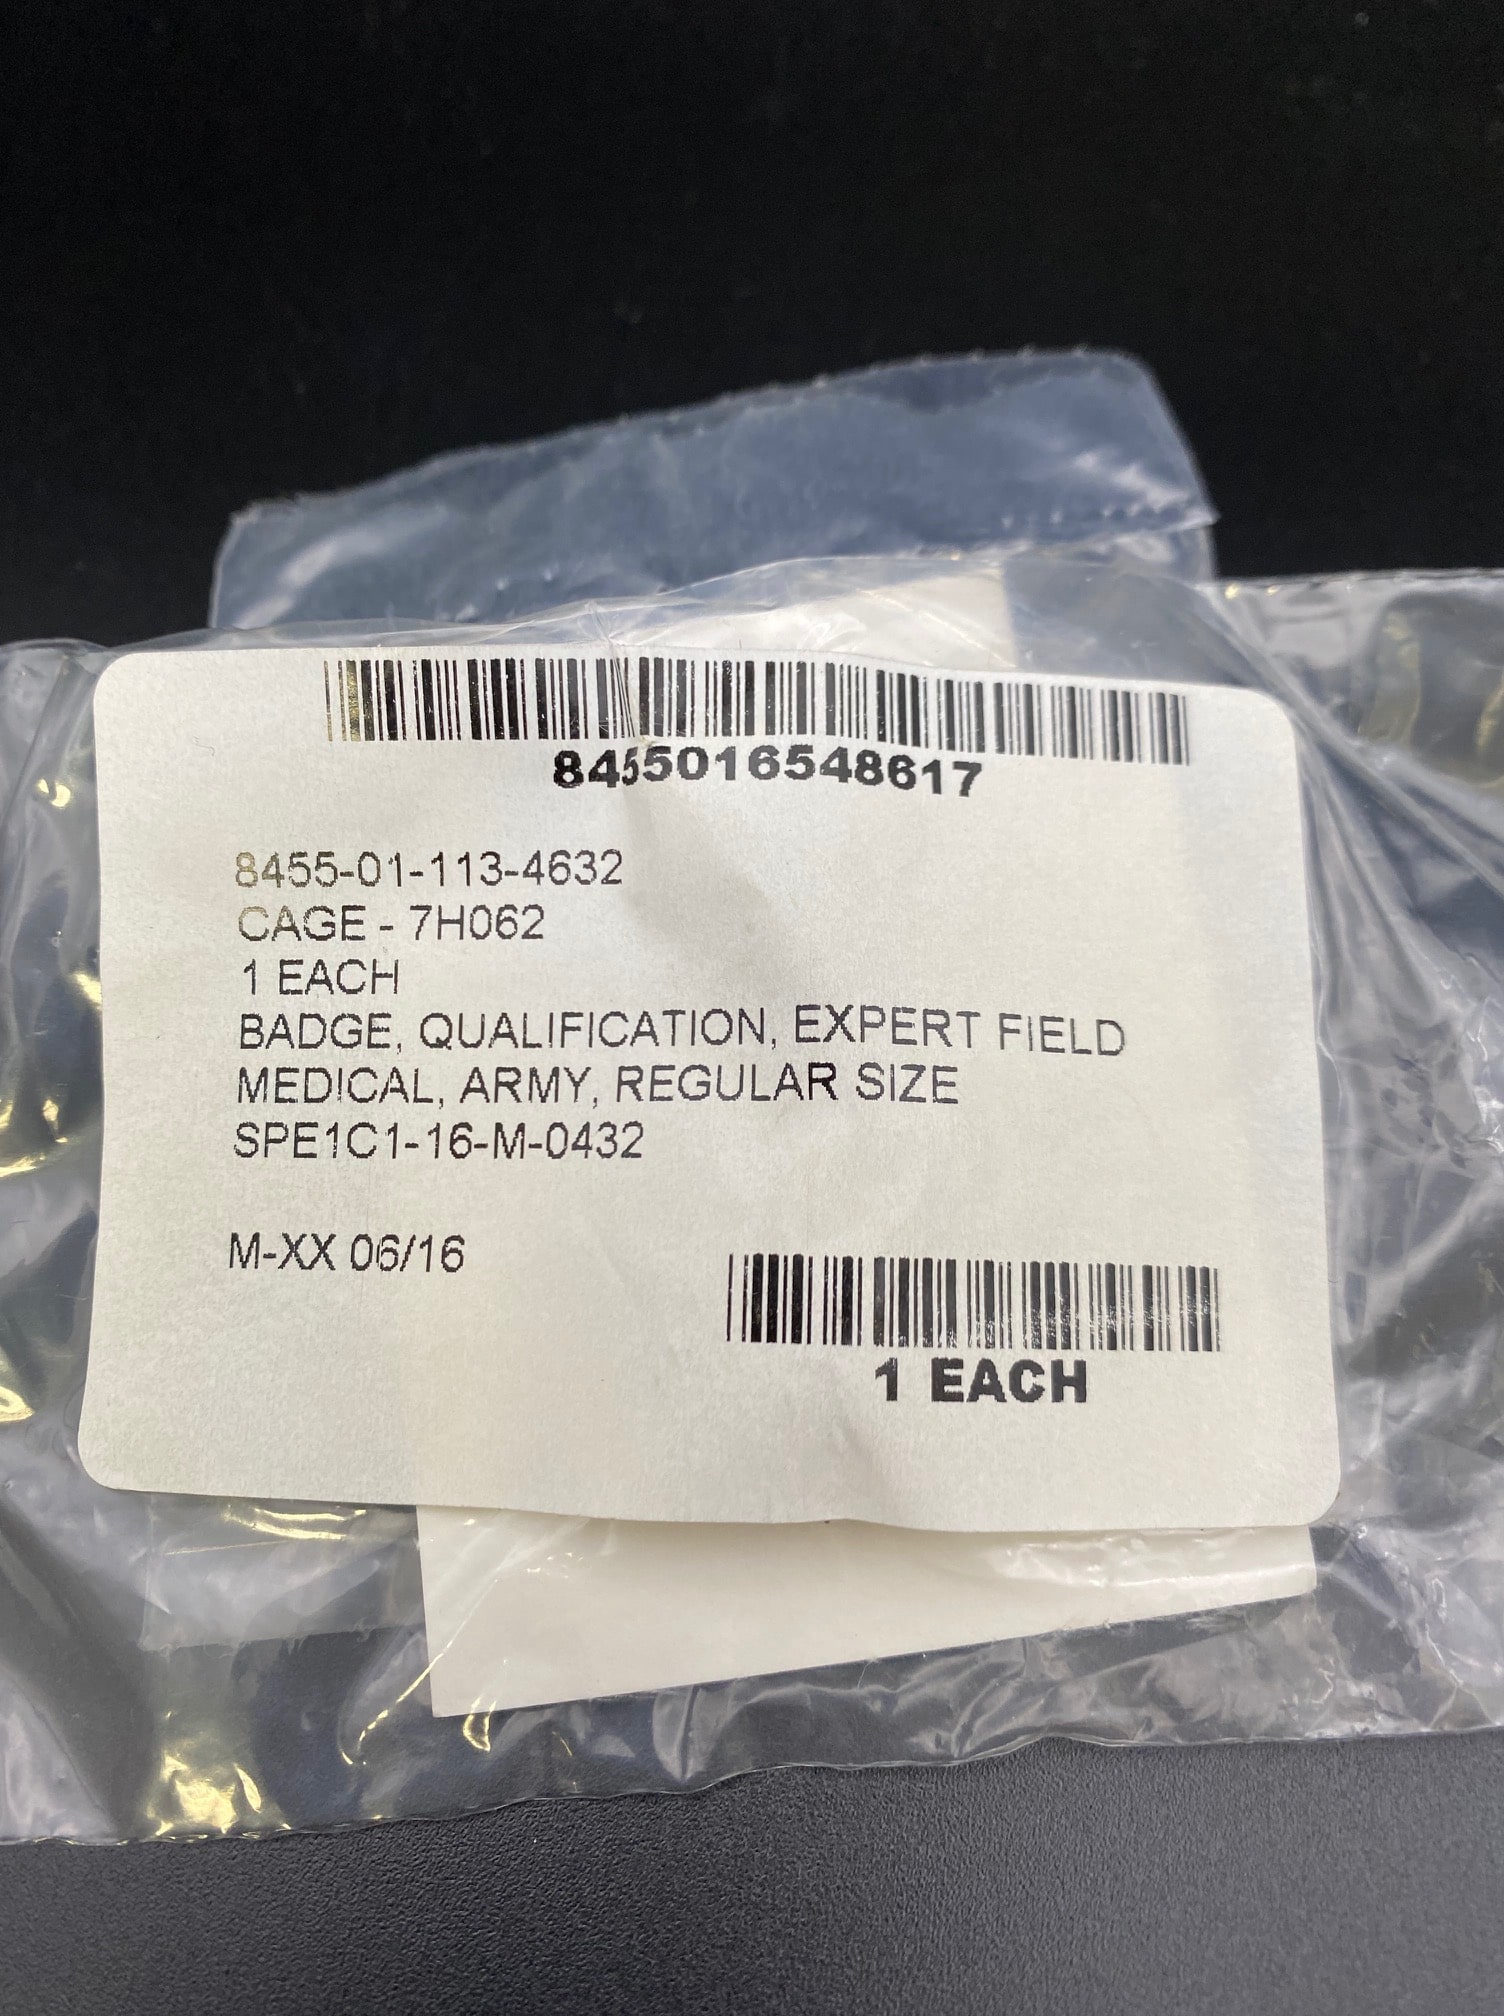 8455016548617
8455-01-113-4632
CAGE - 7H062
1 EACH
BADGE, QUALIFICATION, EXPERT FIELD
MEDICAL, ARMY, REGULAR SIZE
SPE1C1-16-M-0432
M-XX 06/16
1 EACH